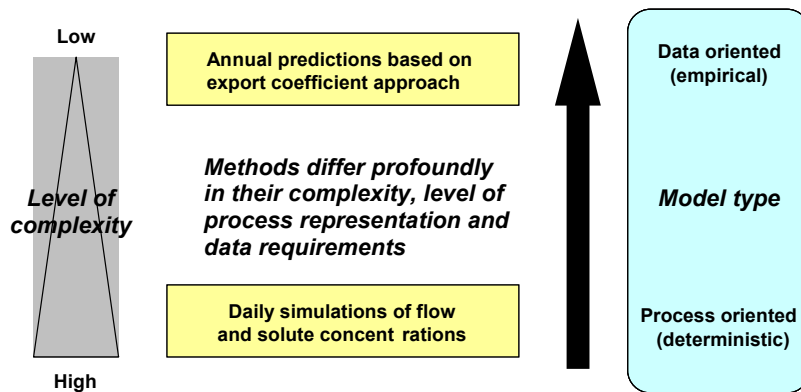 Low
Level of
complexity
High
Annual predictions based on
export coefficient approach
Methods differ profoundly
in their complexity, level of
process representation and
data requirements
Daily simulations of flow
and solute concent rations
Data oriented
(empirical)
Model type
Process oriented
(deterministic)